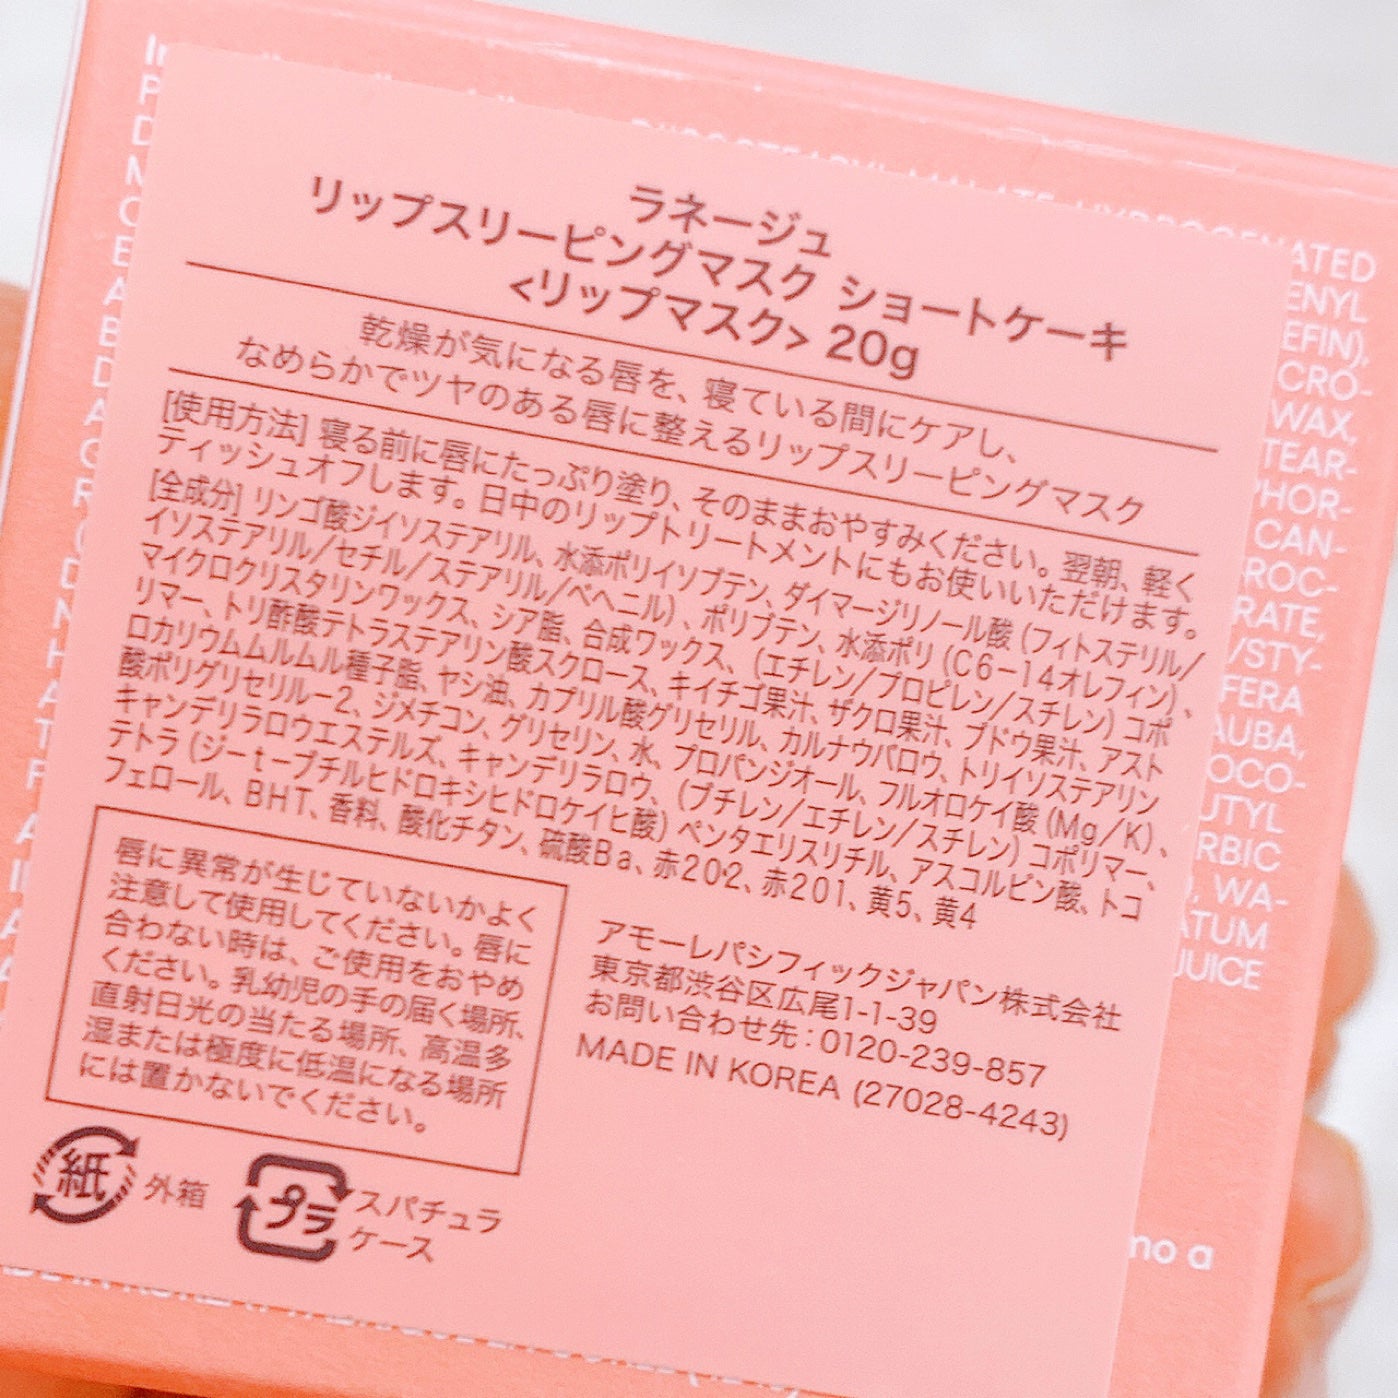 ラネージュ
リップスリーピングマスク ショートケーキ
<リップマスク> 20g
乾燥が気になる唇を、寝ている間にケアし、
なめらかでツヤのある唇に整えるリップスリーピングマスク
[使用方法] 寝る前に唇にたっぷり塗り、そのままおやすみください。翌朝、軽く
ティッシュオフします。日中のリップトリートメントにもお使いいただけます。
[全成分] リンゴ酸ジイソステアリル、水添ポリイソブテン、ダイマージリノール酸(フィトステリル/
イソステアリル/セチル/ステアリル/ベヘニル)、ポリブテン、水添ポリ(C6-14オレフィン)、
マイクロクリスタリンワックス、シア脂、合成ワックス、(エチレン/プロピレン/スチレン)コポ
リマー、トリ酢酸テトラステアリン酸スクロース、キイチゴ果汁、ザクロ果汁、ブドウ果汁、アスト
ロカリウムムルムル種子脂、ヤシ油、カプリル酸グリセリル、カルナウバロウ、トリイソステアリン
酸ポリグリセリル-2、ジメチコン、グリセリン、水、プロパンジオール、フルオロケイ酸(Mg/K)、
キャンデリラロウエステルズ、キャンデリラロウ、(ブチレン/エチレン/スチレン)コポリマー、
テトラ(ジ-t-ブチルヒドロキシヒドロケイヒ酸)ペンタエリスリチル、アスコルビン酸、トコ
フェロール、BHT、香料、酸化チタン、硫酸Ba、赤202、赤201、黄5、黄4
唇に異常が生じていないかよく
注意して使用してください。唇に
合わない時は、ご使用をおやめ
ください。乳幼児の手の届く場所、
直射日光の当たる場所、高温多
湿または極度に低温になる場所
には置かないでください。
アモーレパシフィックジャパン株式会社
東京都渋谷区広尾1-1-39
お問い合わせ先:0120-239-857
MADE IN KOREA (27028-4243)
紙 外箱
プラ スパチュラ
ケース
ATED
ENYL
EFIN),
CRO-
WAX,
TEAR-
PHOR-
CAN-
ROC-
RATE,
/STY-
FERA
AUBA,
OCO-
UTYL
RBIC
, WA-
ATUM
JUICE
mo a